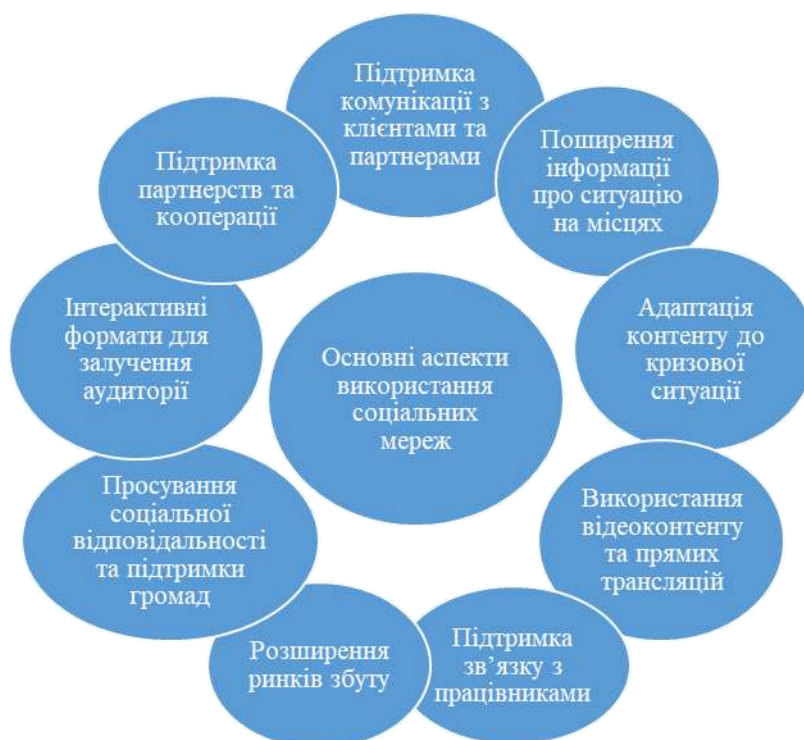 Підтримка
комунікації з
клієнтами та
партнерами
Поширення
інформації
про ситуацію
на місцях
Адаптація
контенту до
кризової
ситуації
Використання
відеоконтенту
та прямих
трансляцій
Підтримка
зв’язку з
працівниками
Розширення
ринків збуту
Просування
соціальної
відповідальності
та підтримки
громад
Інтерактивні
формати для
залучення
аудиторії
Підтримка
партнерств та
кооперації
Основні аспекти
використання
соціальних
мереж